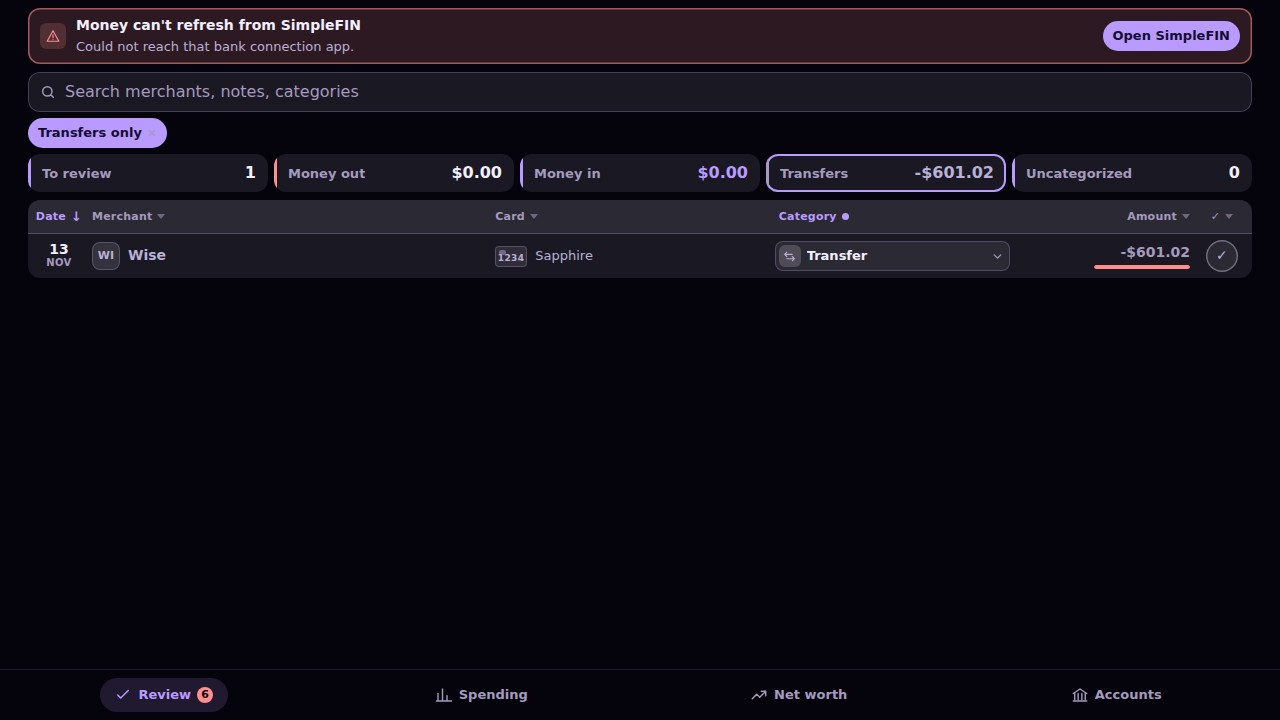 Money can't refresh from SimpleFIN
Could not reach that bank connection app.
Open SimpleFIN
Search merchants, notes, categories
Transfers only ×
To review 1
Money out $0.00
Money in $0.00
Transfers -$601.02
Uncategorized 0
Date ↓ Merchant Card Category Amount ✓
13 NOV WI Wise 1234 Sapphire Transfer -$601.02 ✓
Review 6
Spending
Net worth
Accounts